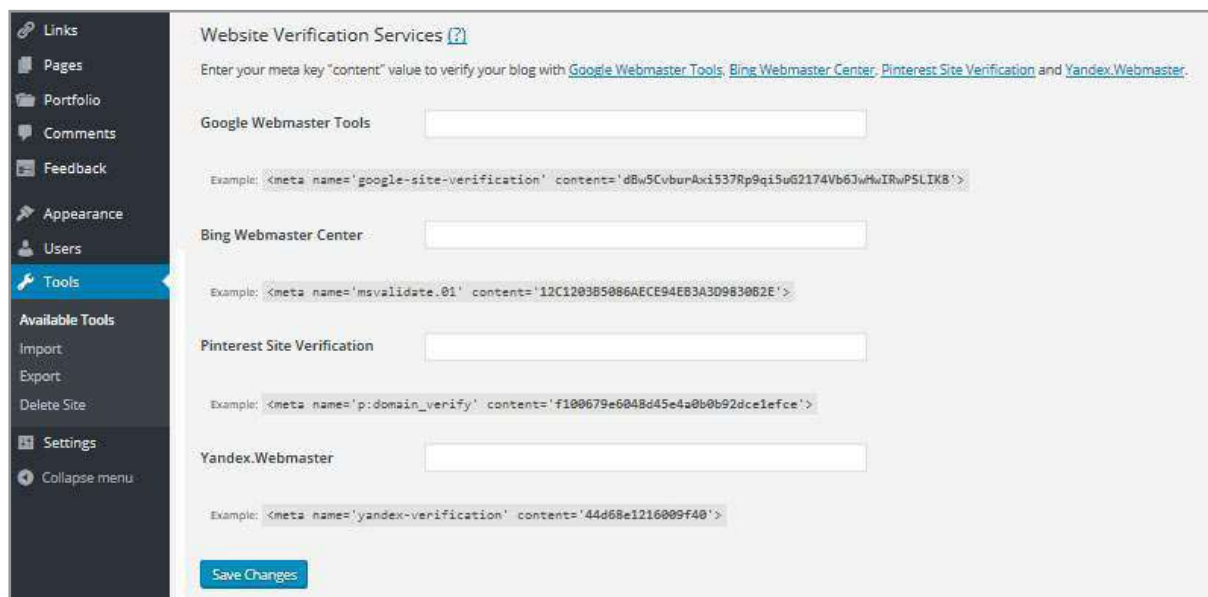 Links
Pages
Portfolio
Comments
Feedback
Appearance
Users
Tools
Available Tools
Import
Export
Delete Site
Settings
Collapse menu
Website Verification Services (?)
Enter your meta key "content" value to verify your blog with Google Webmaster Tools, Bing Webmaster Center, Pinterest Site Verification and Yandex.Webmaster.
Google Webmaster Tools
Example: <meta name='google-site-verification' content='dBw5CvburAxi537Rp9qi5uG2174Vb6JwHwIRwPSLIK8'>
Bing Webmaster Center
Example: <meta name='msvalidate.01' content='12C1203B5086AECE94EB3A3D9830B2E'>
Pinterest Site Verification
Example: <meta name='p:domain_verify' content='f100679e6048d45e4a0b0b92dce1efce'>
Yandex.Webmaster
Example: <meta name='yandex-verification' content='44d68e1216009f40'>
Save Changes